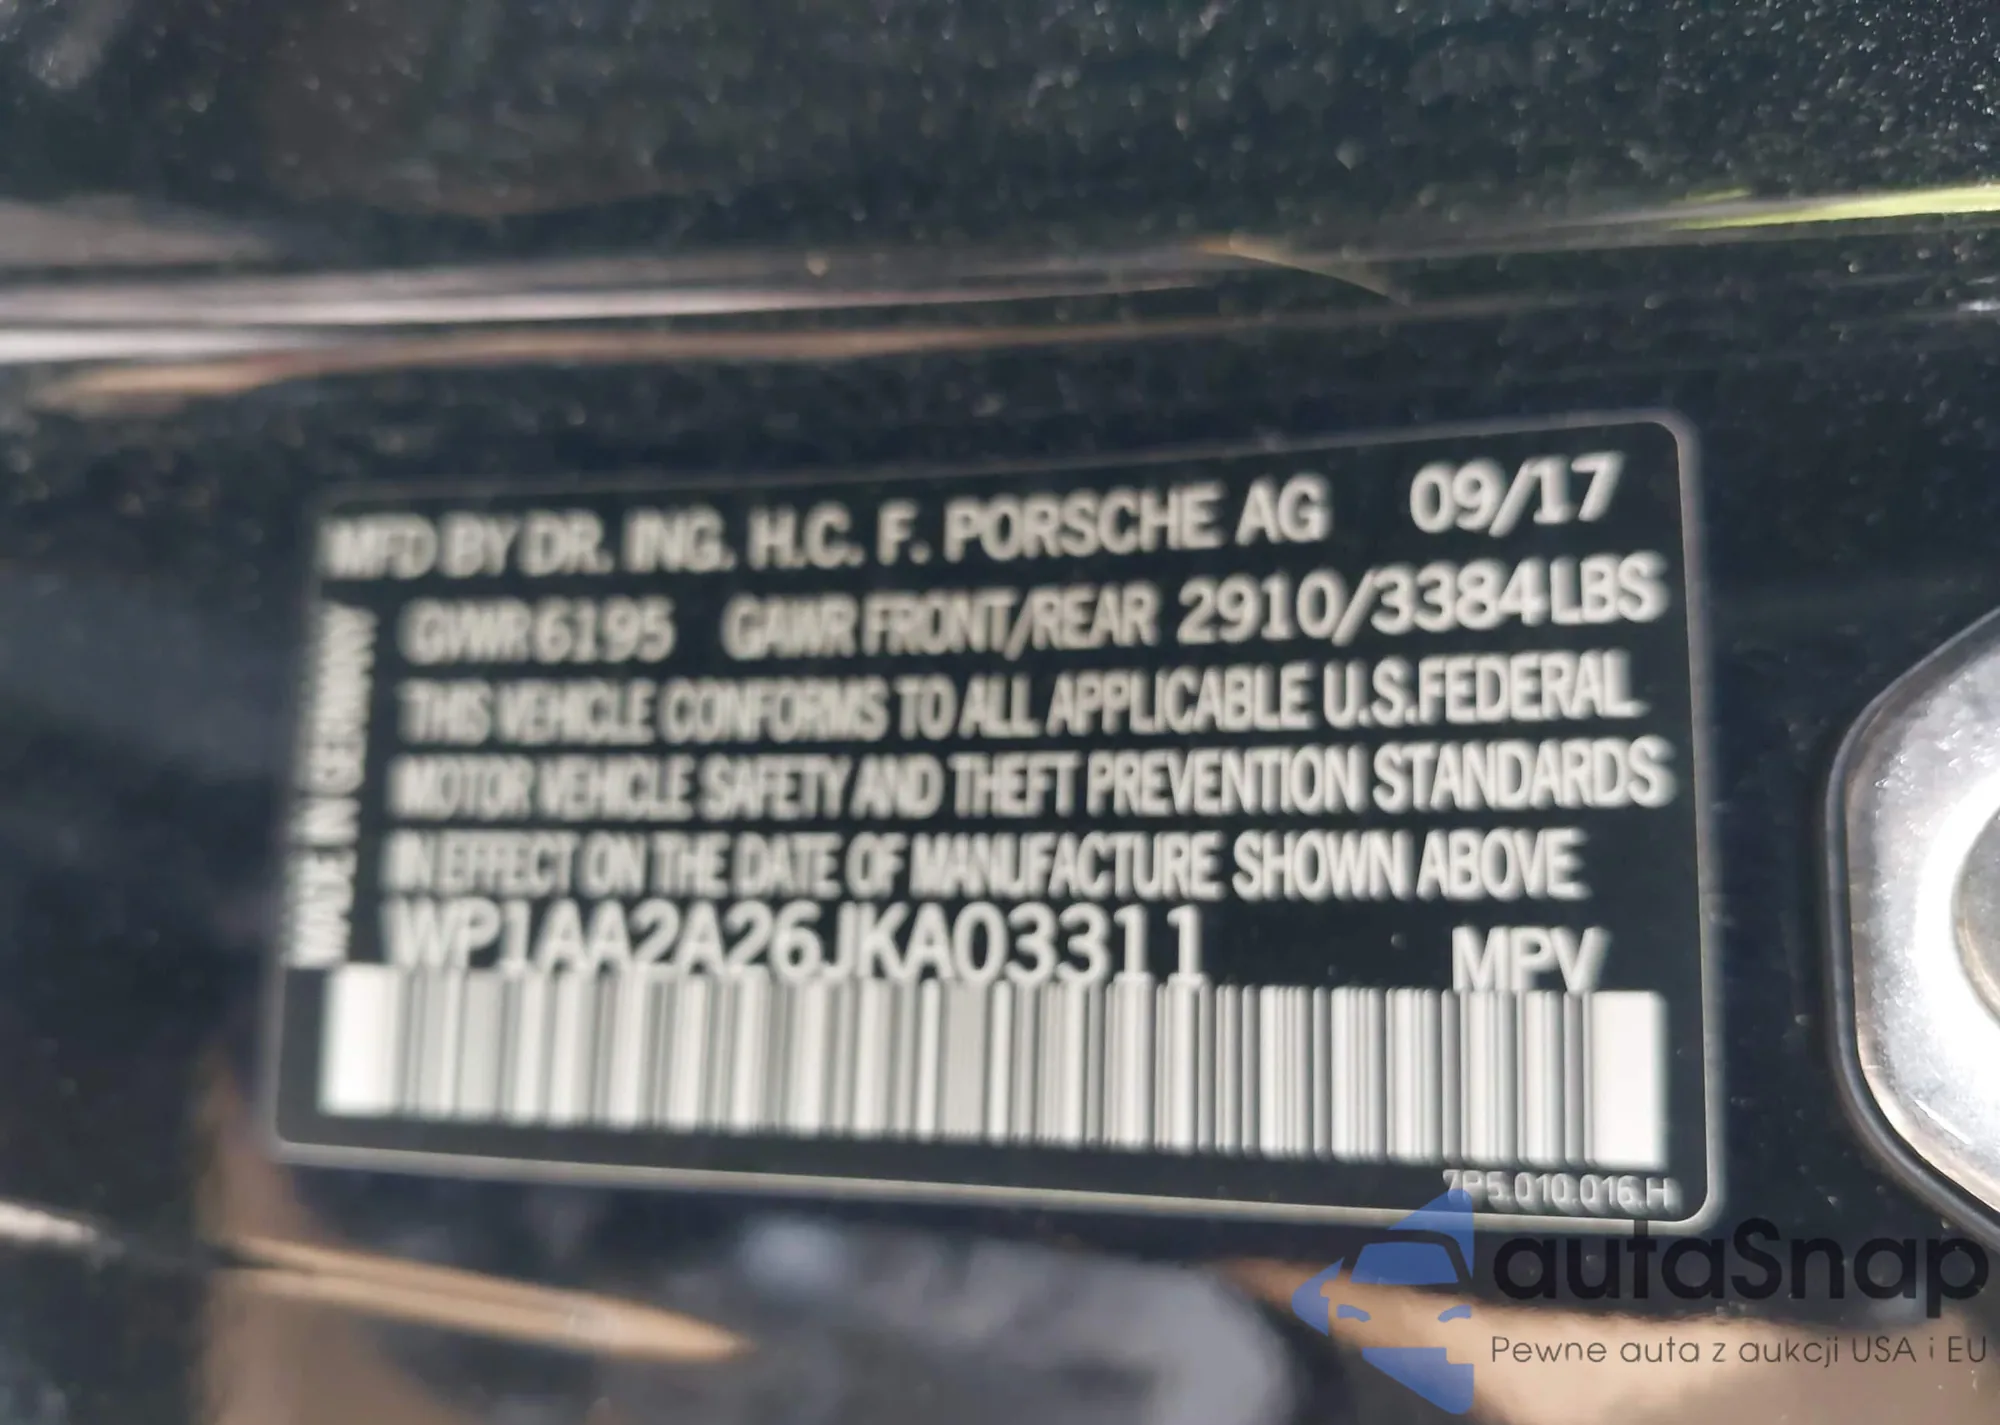 MFD BY DR. ING. H.C. F. PORSCHE AG 09/17
GVWR 6195 GAWR FRONT/REAR 2910/3384 LBS
THIS VEHICLE CONFORMS TO ALL APPLICABLE U.S.FEDERAL
MOTOR VEHICLE SAFETY AND THEFT PREVENTION STANDARDS
IN EFFECT ON THE DATE OF MANUFACTURE SHOWN ABOVE
WP1AA2A26JKA03311 MPV
MADE IN GERMANY
7P5.010.016.H
autaSnap
Pewne auta z aukcji USA i EU